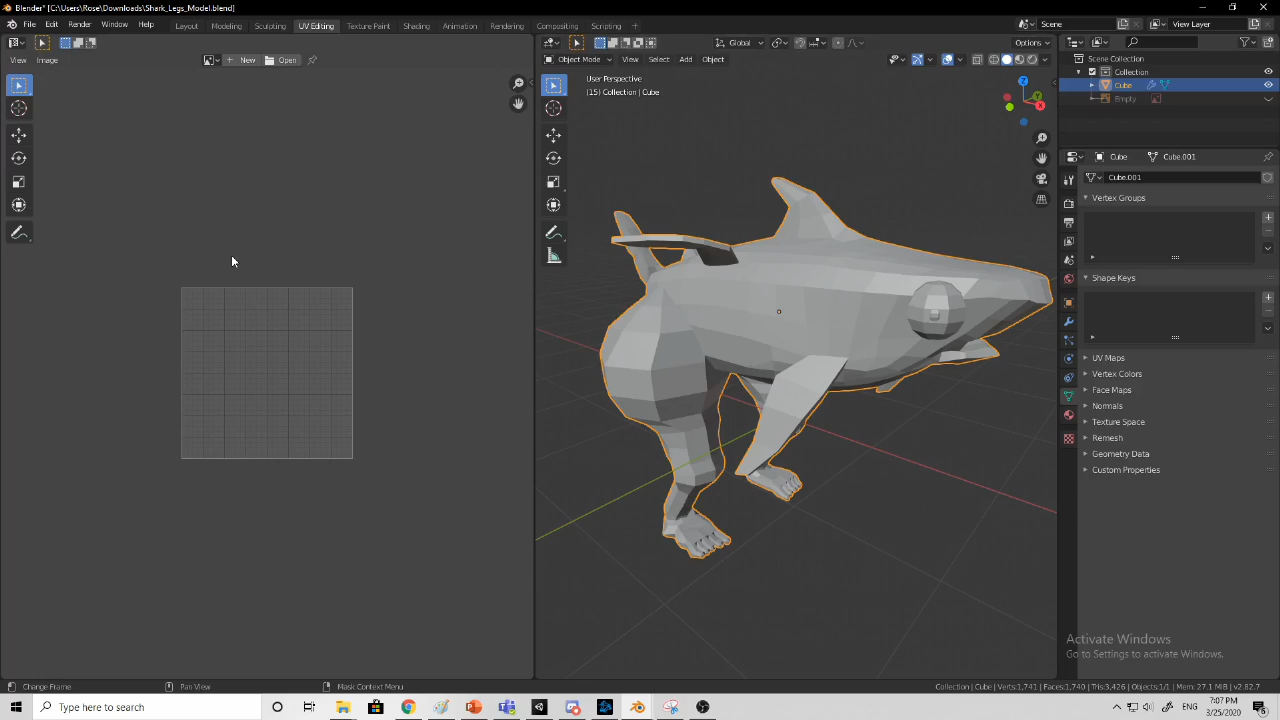 Blender* [C:\Users\Rose\Downloads\Shark_Legs_Model.blend]
File Edit Render Window Help Layout Modeling Sculpting UV Editing Texture Paint Shading Animation Rendering Compositing Scripting Scene View Layer
Global Options
View Image New Open Object Mode View Select Add Object
Scene Collection
Collection
Cube
Empty
User Perspective
(15) Collection | Cube
Z
Y
X
Cube Cube.001
Cube.001
Vertex Groups
Shape Keys
UV Maps
Vertex Colors
Face Maps
Normals
Texture Space
Remesh
Geometry Data
Custom Properties
Activate Windows
Go to Settings to activate Windows.
Change Frame Pan View Mask Context Menu Collection | Cube | Verts:1,741 | Faces:1,740 | Tris:3,426 | Objects:1/1 | Mem: 27.1 MiB | v2.82.7
Type here to search ENG 7:07 PM
3/25/2020